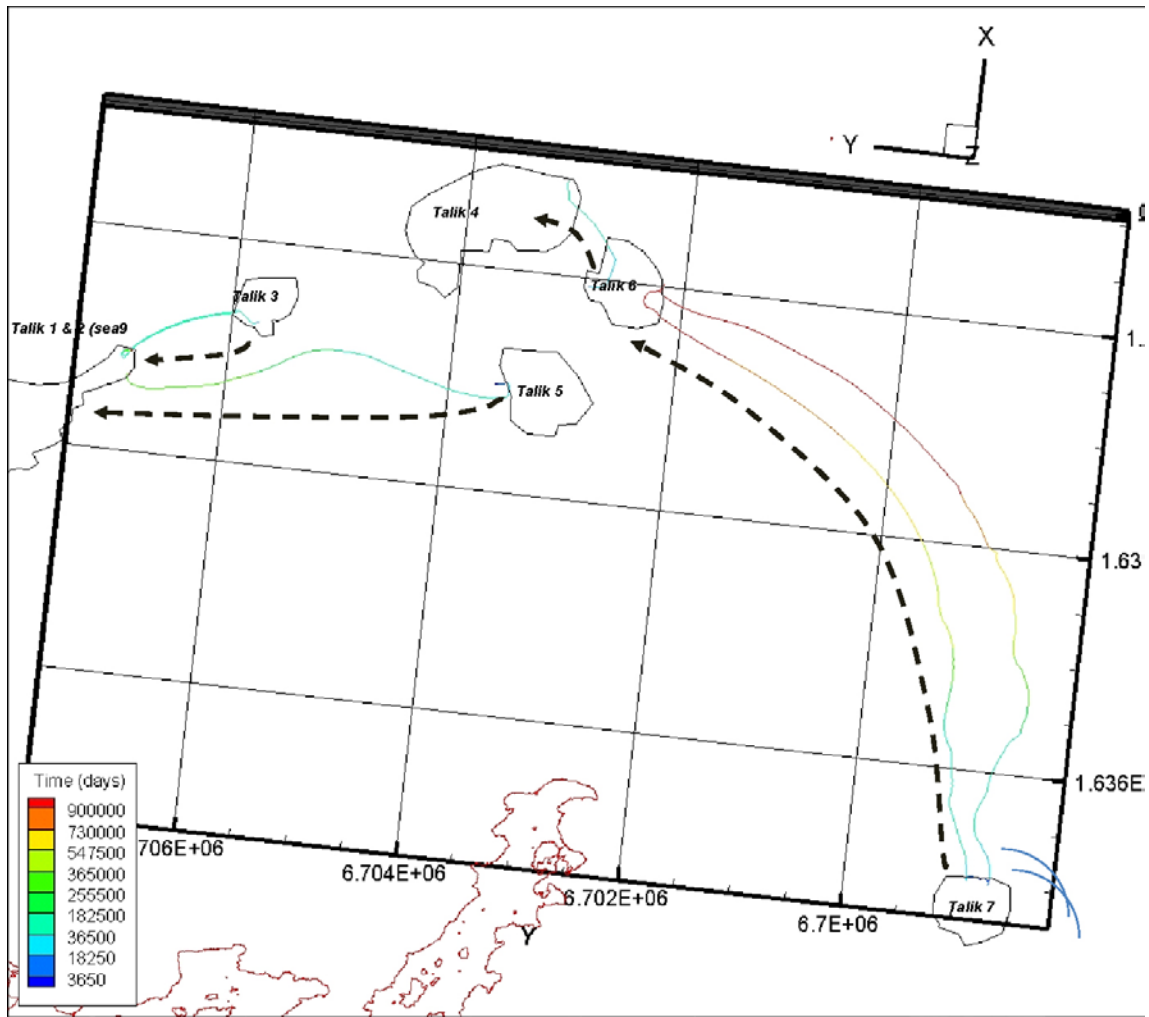 X
Y
Z
Talik 4
Talik 6
Talik 3
Talik 1 & 2 (sea9
Talik 5
1.63
1.636E
Time (days)
900000
730000
547500
365000
255500
182500
36500
18250
3650
706E+06
6.704E+06
6.702E+06
6.7E+06
Y
Talik 7